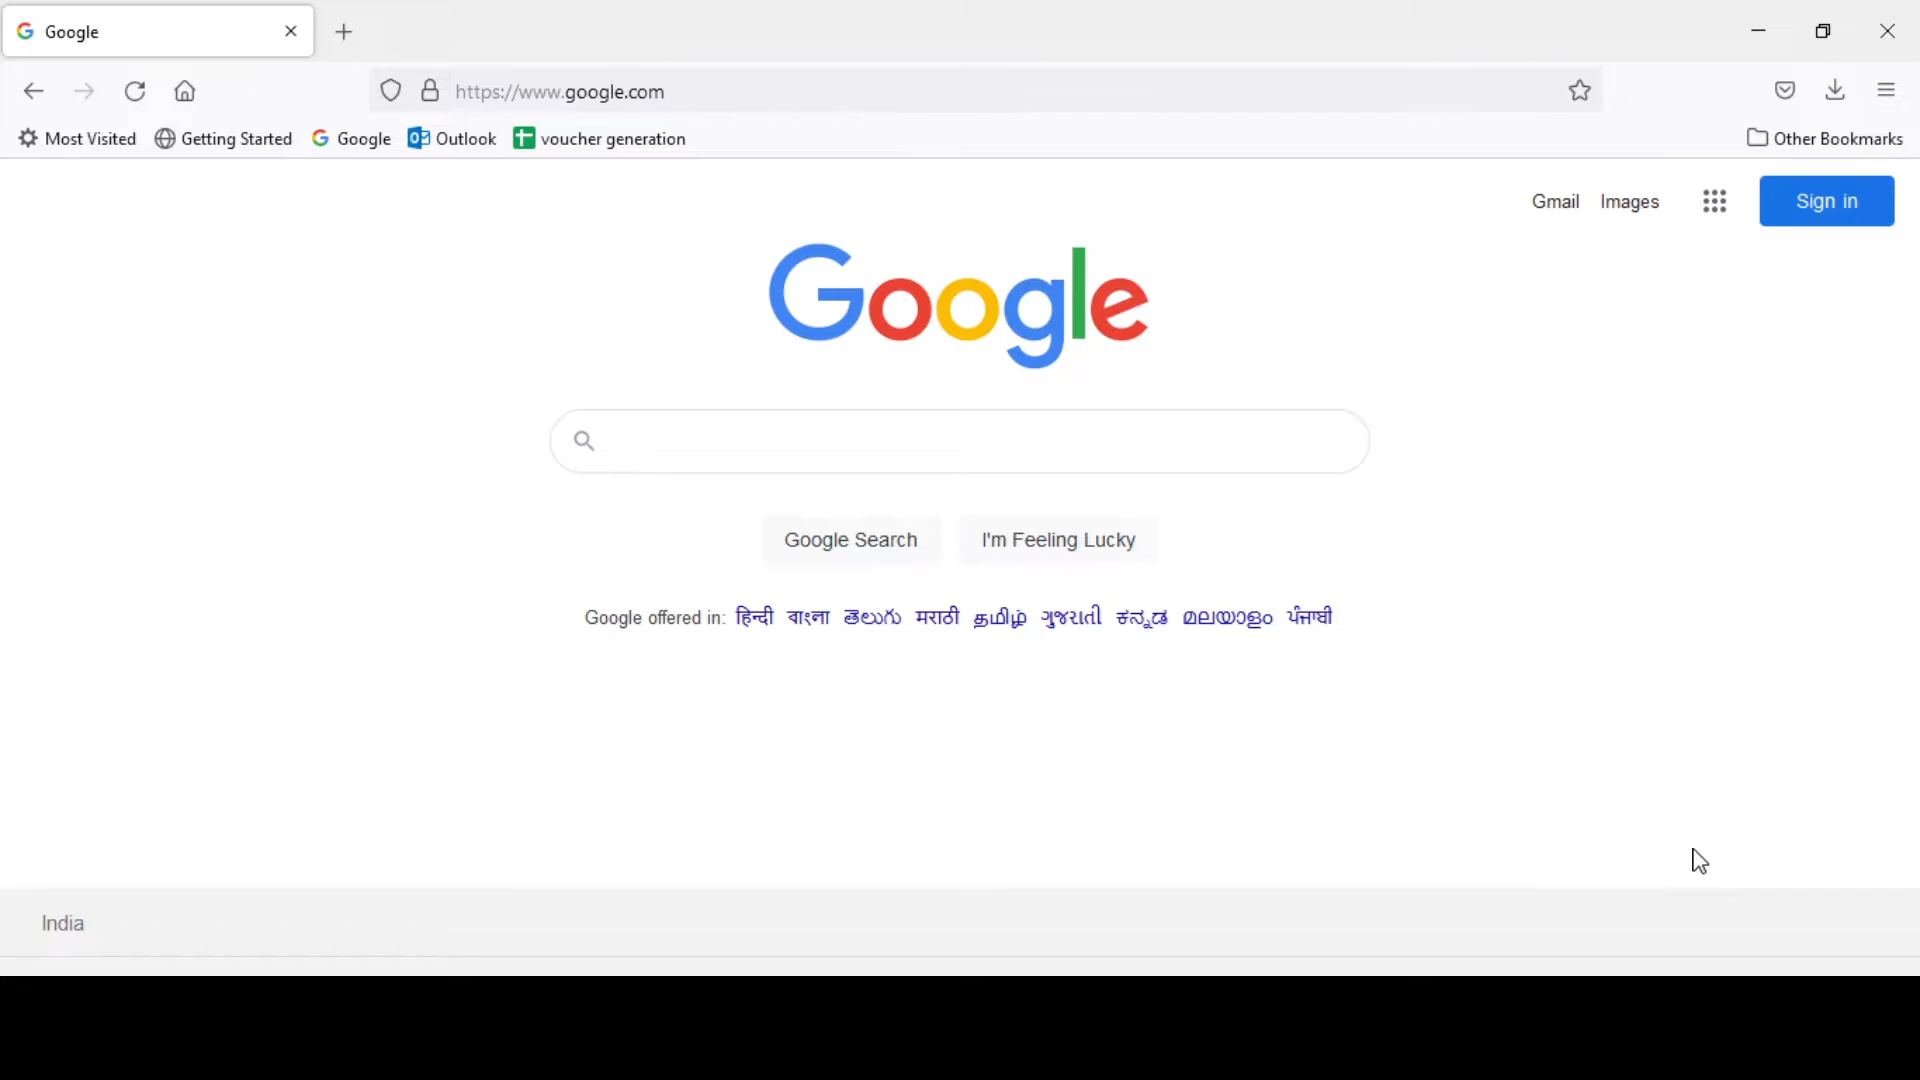 Google
https://www.google.com
Most Visited Getting Started Google Outlook voucher generation Other Bookmarks
Gmail Images Sign in
Google
Google Search I'm Feeling Lucky
Google offered in: हिन्दी বাংলা తెలుగు मराठी தமிழ் ગુજરાતી ಕನ್ನಡ മലയാളം ਪੰਜਾਬੀ
India